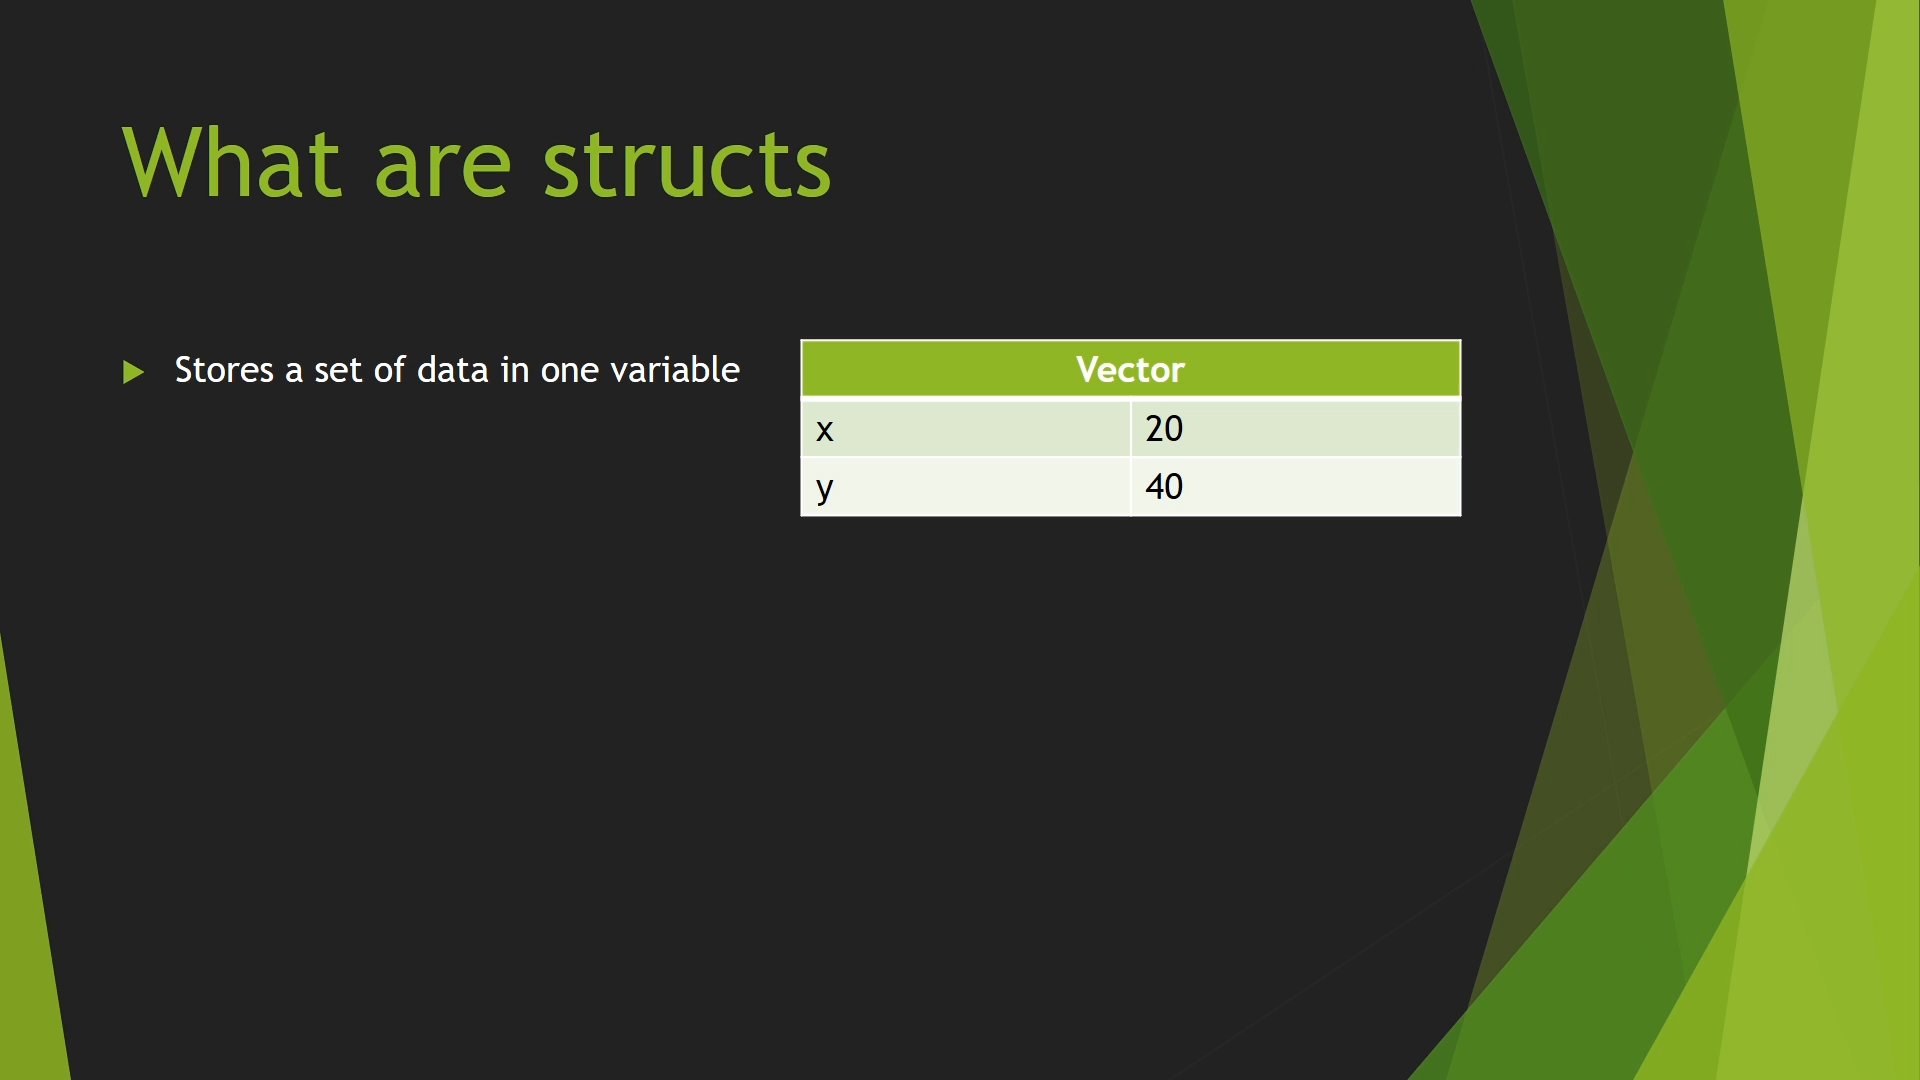 What are structs
Stores a set of data in one variable
Vector
x 20
y 40